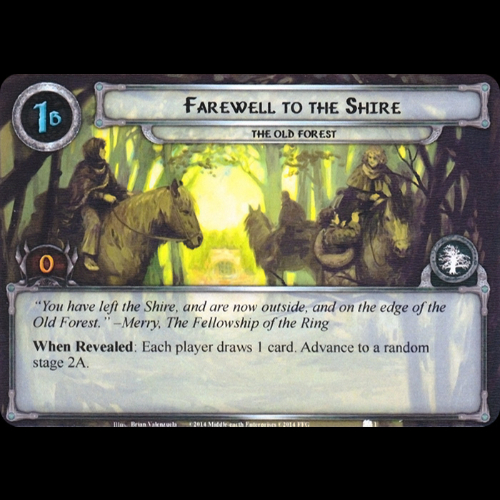 1B
FAREWELL TO THE SHIRE
THE OLD FOREST
0
“You have left the Shire, and are now outside, and on the edge of the
Old Forest.” –Merry, The Fellowship of the Ring
When Revealed: Each player draws 1 card. Advance to a random
stage 2A.
Illus. Brian Valenzuela ©2014 Middle-earth Enterprises ©2014 FFG